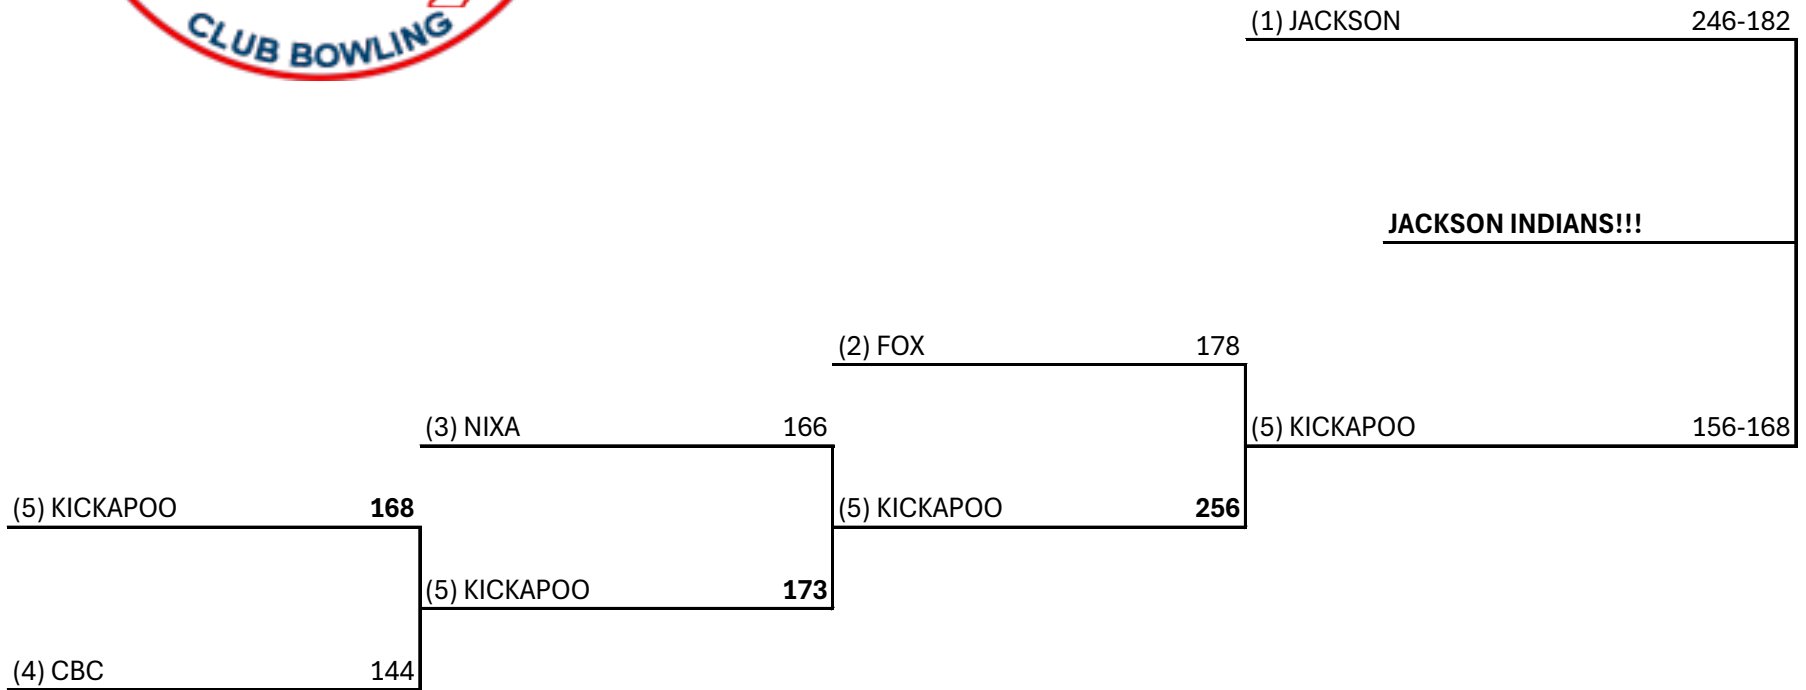 CLUB BOWLING
(1) JACKSON 246-182
JACKSON INDIANS!!!
(2) FOX 178
(3) NIXA 166
(5) KICKAPOO 156-168
(5) KICKAPOO 168
(5) KICKAPOO 256
(5) KICKAPOO 173
(4) CBC 144